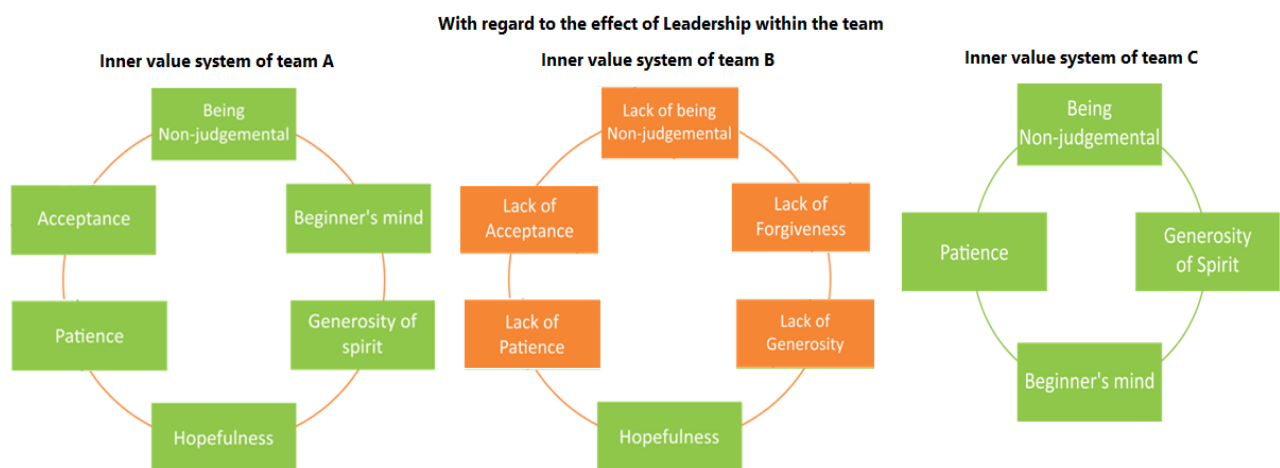 With regard to the effect of Leadership within the team
Inner value system of team A
Being
Non-judgemental
Beginner's mind
Generosity of
spirit
Hopefulness
Patience
Acceptance
Inner value system of team B
Lack of being
Non-judgemental
Lack of
Forgiveness
Lack of
Generosity
Hopefulness
Lack of
Patience
Lack of
Acceptance
Inner value system of team C
Being
Non-judgemental
Generosity
of Spirit
Beginner's mind
Patience